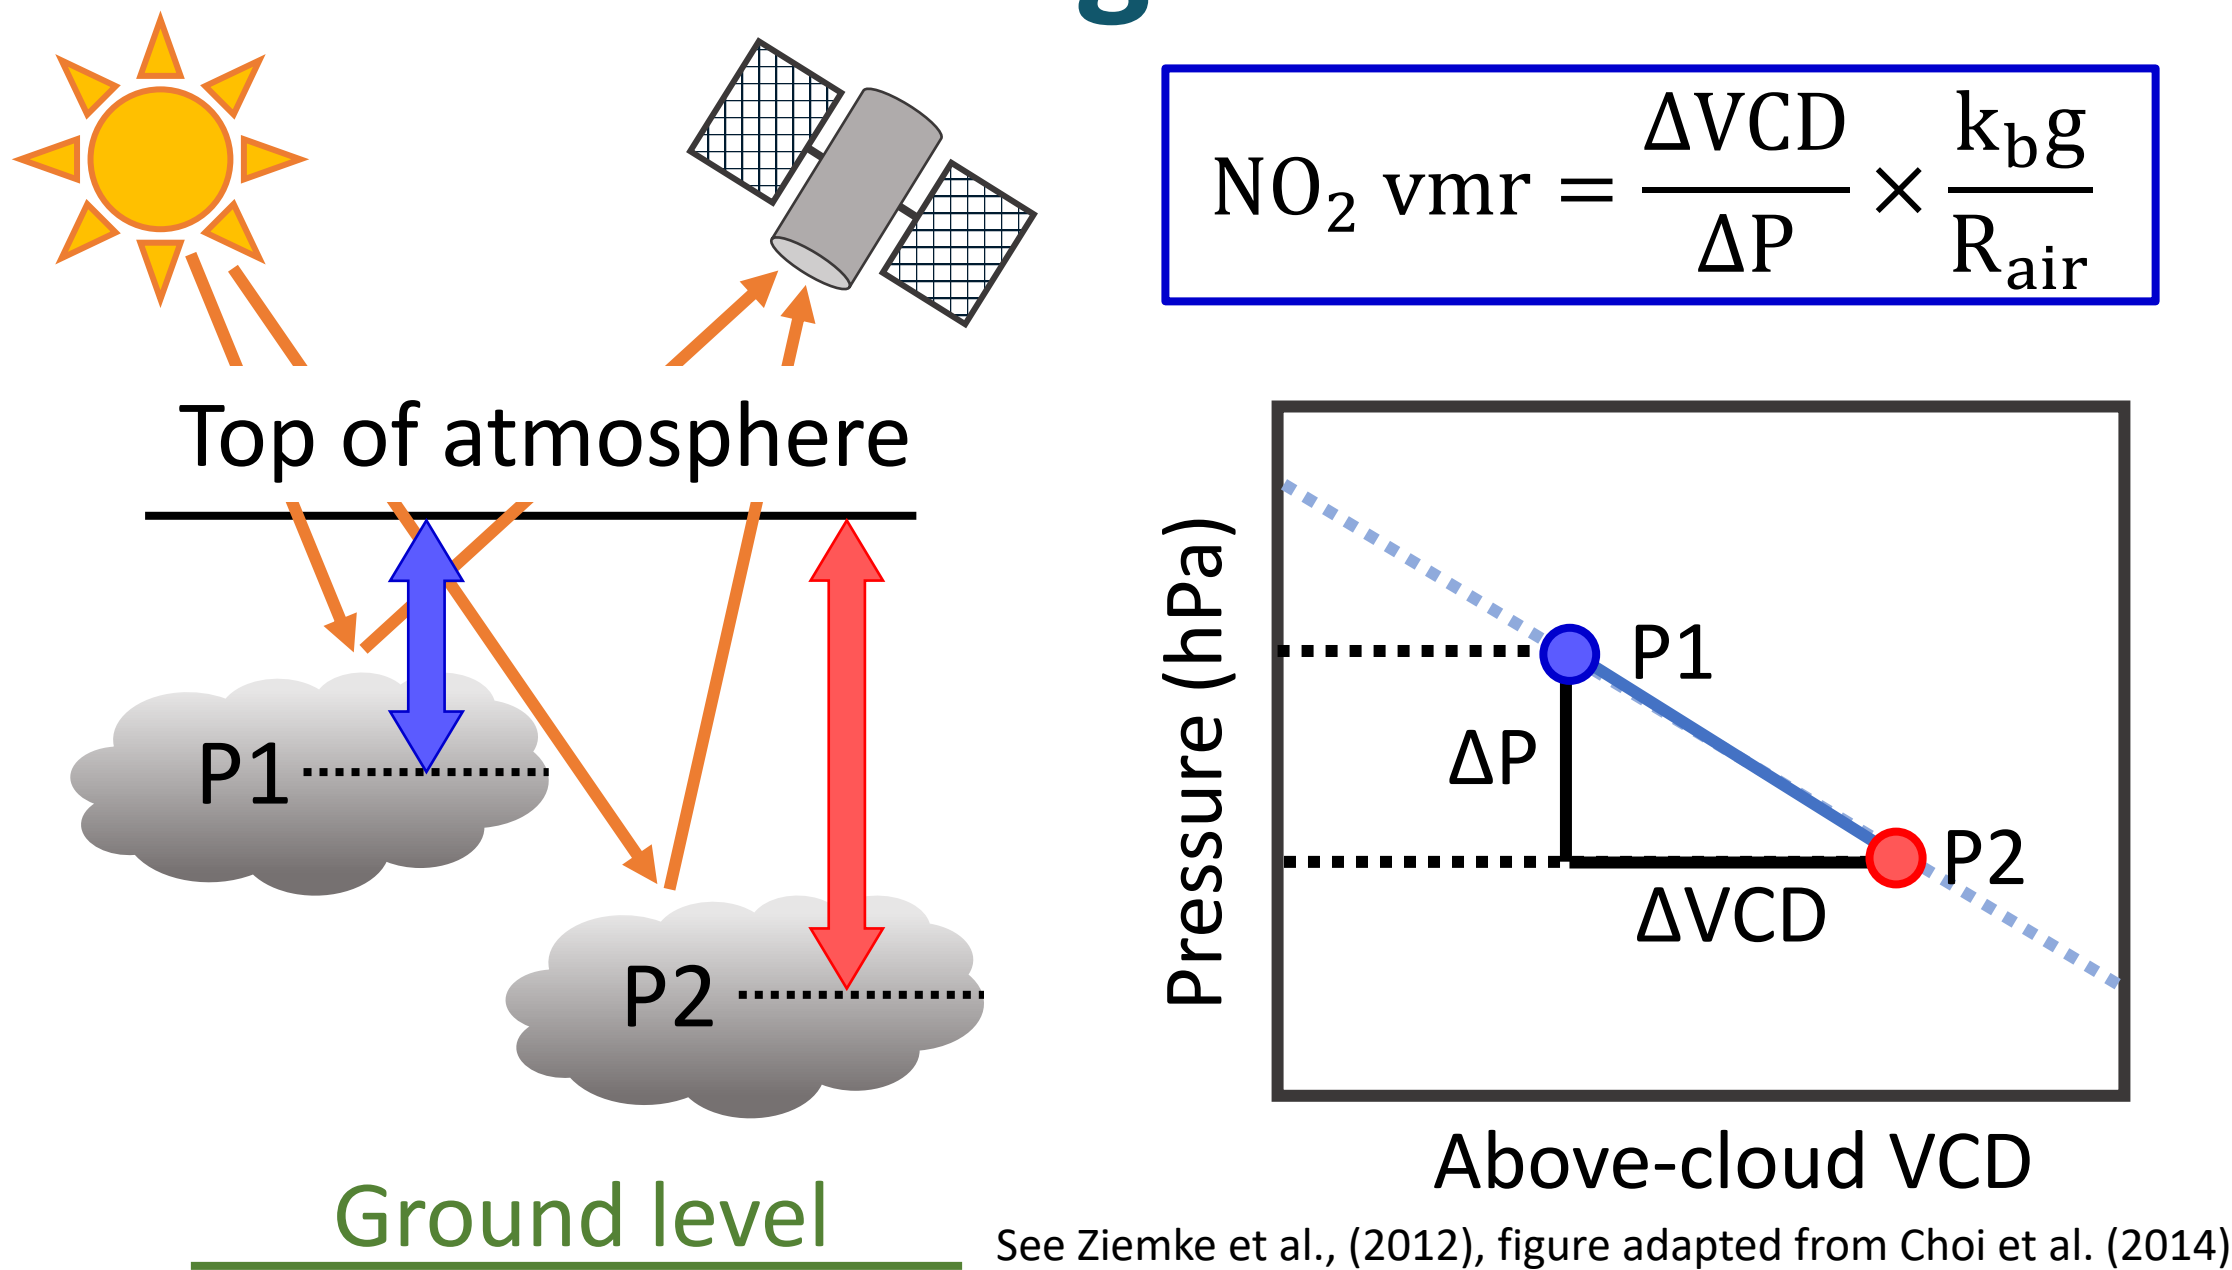 g
NO₂ vmr = ΔVCD/ΔP × k_b g/R_air
Top of atmosphere
P1
P2
Ground level
Pressure (hPa)
P1
ΔP
P2
ΔVCD
Above-cloud VCD
See Ziemke et al., (2012), figure adapted from Choi et al. (2014)